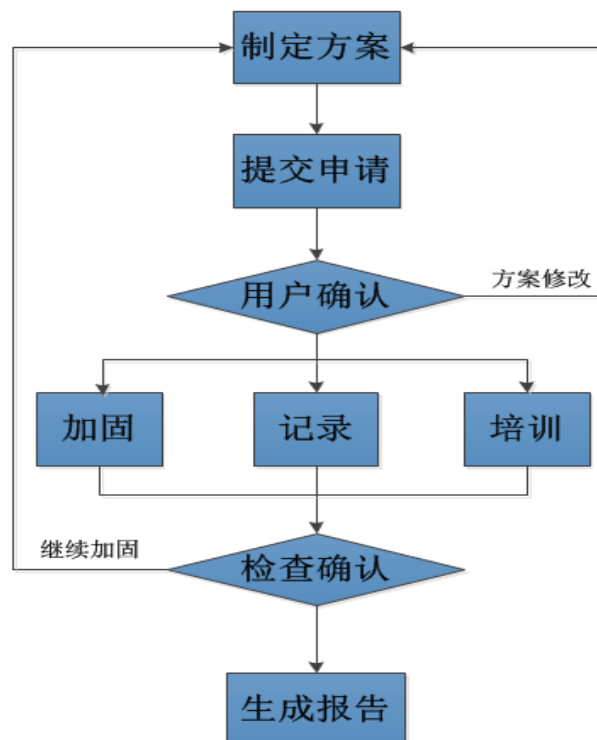 制定方案
提交申请
用户确认
方案修改
加固
记录
培训
继续加固
检查确认
生成报告